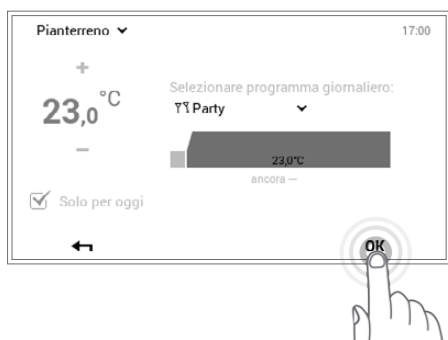 Pianterreno
17:00
+
23,0 °C
−
Selezionare programma giornaliero:
Party
23,0°C
ancora --
Solo per oggi
OK